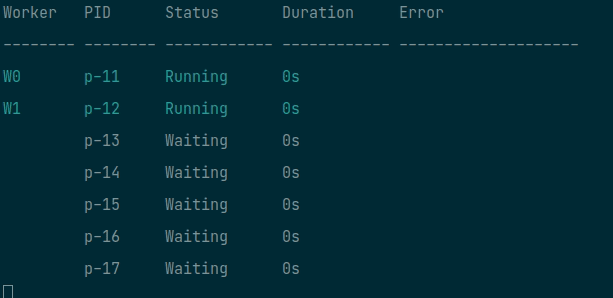 Worker   PID      Status       Duration     Error
-------- -------- ------------ ------------ --------------------
W0       p-11     Running      0s
W1       p-12     Running      0s
         p-13     Waiting      0s
         p-14     Waiting      0s
         p-15     Waiting      0s
         p-16     Waiting      0s
         p-17     Waiting      0s